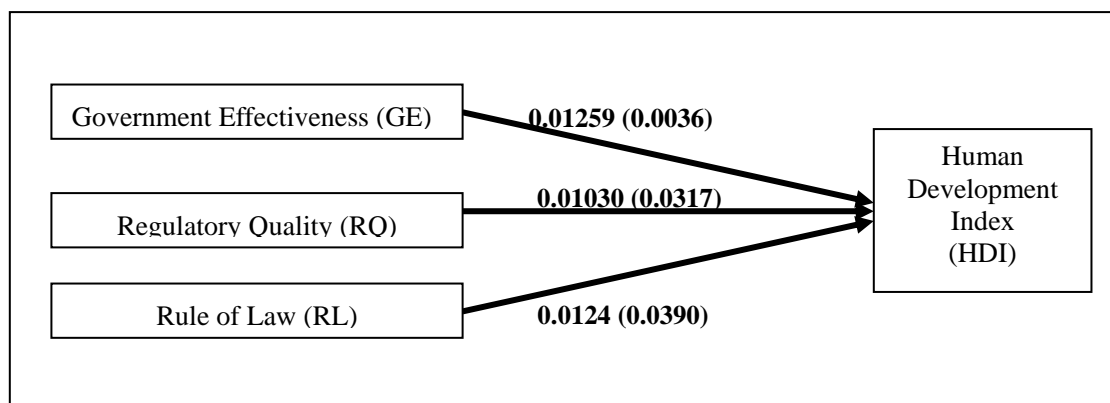 Government Effectiveness (GE)
0.01259 (0.0036)
Human
Development
Index
(HDI)
0.01030 (0.0317)
Regulatory Quality (RQ)
Rule of Law (RL)
0.0124 (0.0390)